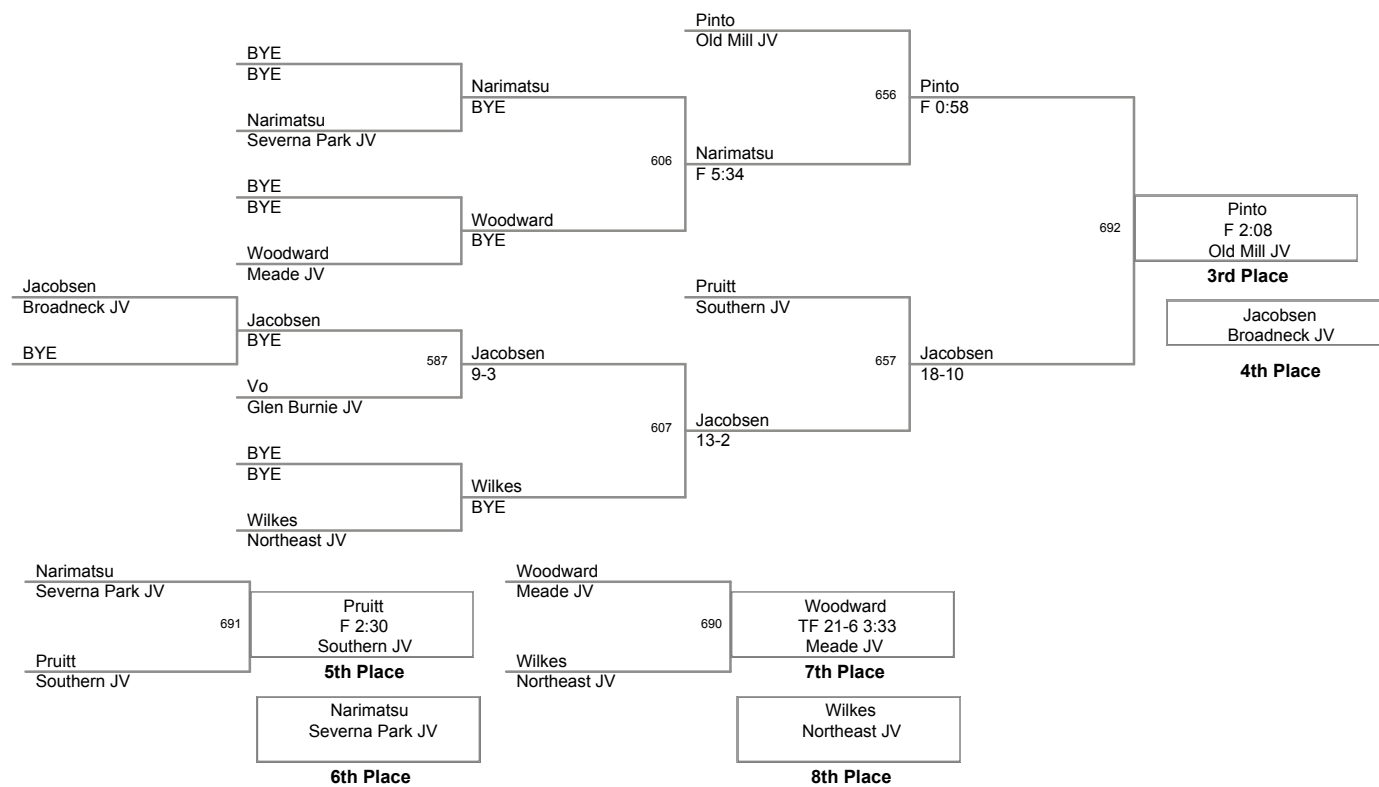 Pinto
Old Mill JV
BYE
BYE
Narimatsu
BYE
656
Pinto
F 0:58
Narimatsu
Severna Park JV
606
Narimatsu
F 5:34
BYE
BYE
Woodward
BYE
692
Pinto
F 2:08
Old Mill JV
3rd Place
Woodward
Meade JV
Jacobsen
Broadneck JV
Pruitt
Southern JV
Jacobsen
Broadneck JV
4th Place
Jacobsen
BYE
BYE
587
Jacobsen
9-3
657
Jacobsen
18-10
Vo
Glen Burnie JV
607
Jacobsen
13-2
BYE
BYE
Wilkes
BYE
Wilkes
Northeast JV
Narimatsu
Severna Park JV
691
Pruitt
F 2:30
Southern JV
5th Place
Pruitt
Southern JV
Narimatsu
Severna Park JV
6th Place
Woodward
Meade JV
690
Woodward
TF 21-6 3:33
Meade JV
7th Place
Wilkes
Northeast JV
Wilkes
Northeast JV
8th Place